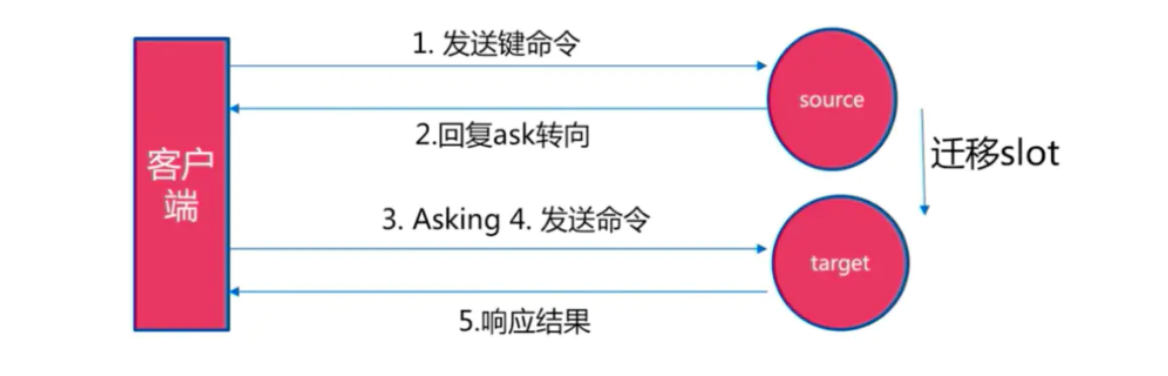 1. 发送键命令
source
2.回复ask转向
客户
端
迁移slot
3. Asking 4. 发送命令
target
5.响应结果